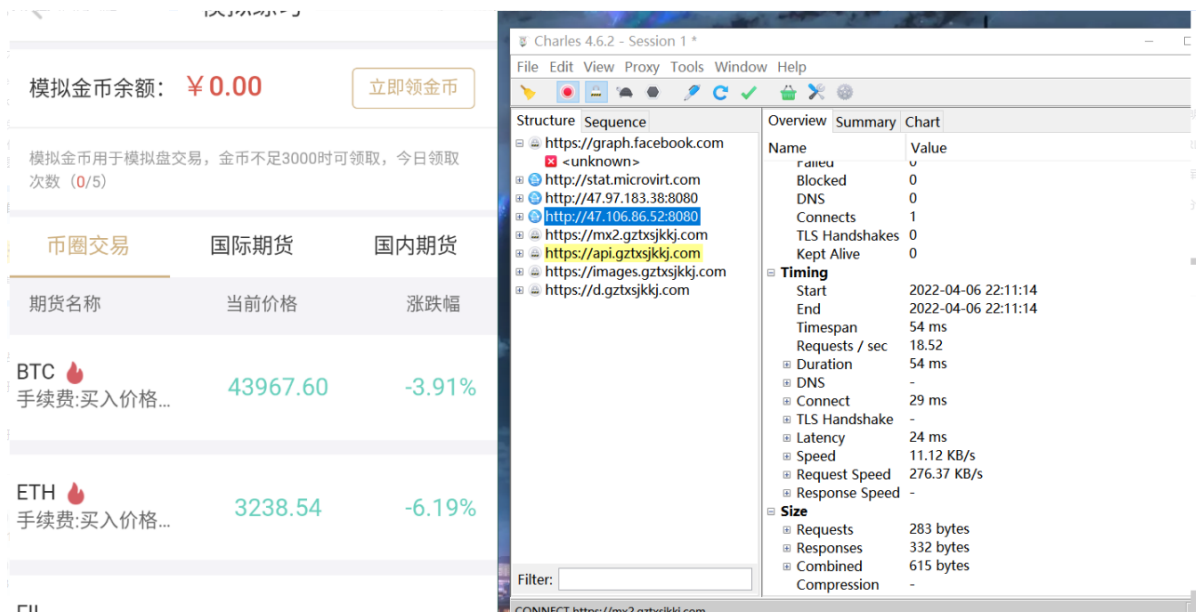 模拟金币余额： ￥0.00
立即领金币
模拟金币用于模拟盘交易，金币不足3000时可领取，今日领取
次数（0/5）
币圈交易 国际期货 国内期货
期货名称 当前价格 涨跌幅
BTC 43967.60 -3.91%
手续费:买入价格...
ETH 3238.54 -6.19%
手续费:买入价格...
Charles 4.6.2 - Session 1 *
File Edit View Proxy Tools Window Help
Structure Sequence
https://graph.facebook.com
<unknown>
http://stat.microvirt.com
http://47.97.183.38:8080
http://47.106.86.52:8080
https://mx2.gztxsjkkj.com
https://api.gztxsjkkj.com
https://images.gztxsjkkj.com
https://d.gztxsjkkj.com
Filter:
CONNECT https://mx2.gztxsjkkj.com
Overview Summary Chart
Name Value
Failed 0
Blocked 0
DNS 0
Connects 1
TLS Handshakes 0
Kept Alive 0
Timing
Start 2022-04-06 22:11:14
End 2022-04-06 22:11:14
Timespan 54 ms
Requests / sec 18.52
Duration 54 ms
DNS -
Connect 29 ms
TLS Handshake -
Latency 24 ms
Speed 11.12 KB/s
Request Speed 276.37 KB/s
Response Speed -
Size
Requests 283 bytes
Responses 332 bytes
Combined 615 bytes
Compression -